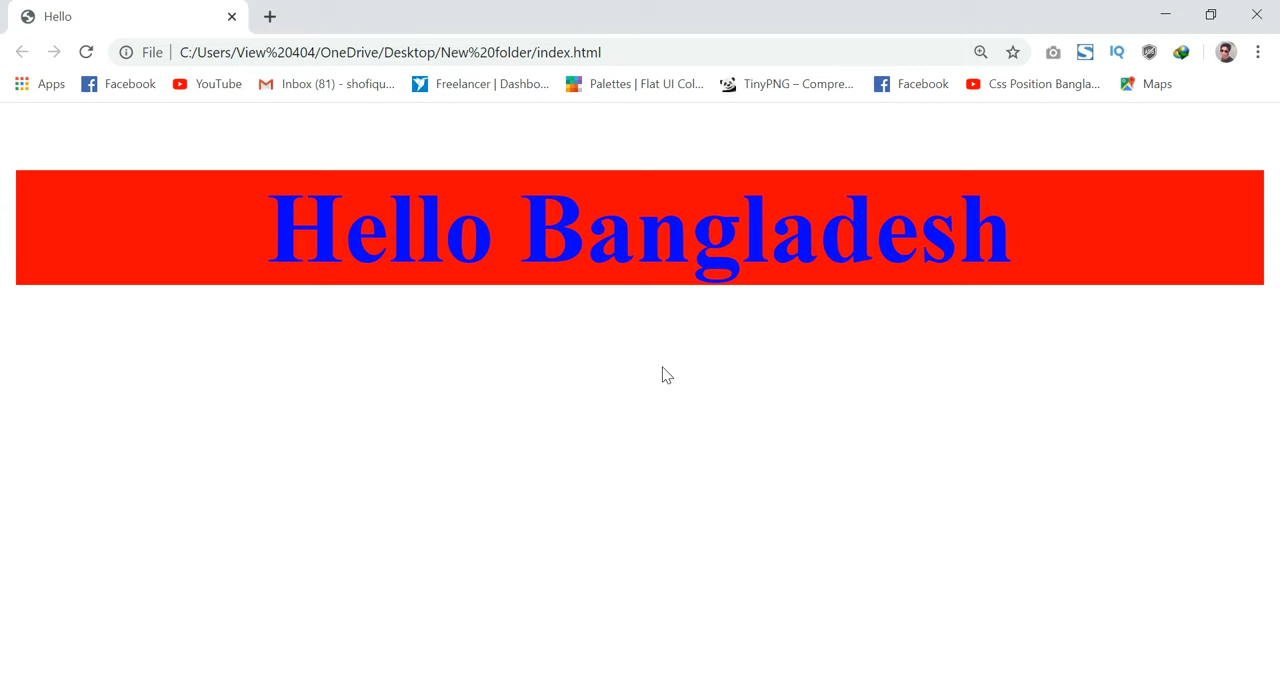 Hello
File C:/Users/View%20404/OneDrive/Desktop/New%20folder/index.html
Apps Facebook YouTube Inbox (81) - shofiqu... Freelancer | Dashbo... Palettes | Flat UI Col... TinyPNG – Compre... Facebook Css Position Bangla... Maps
Hello Bangladesh